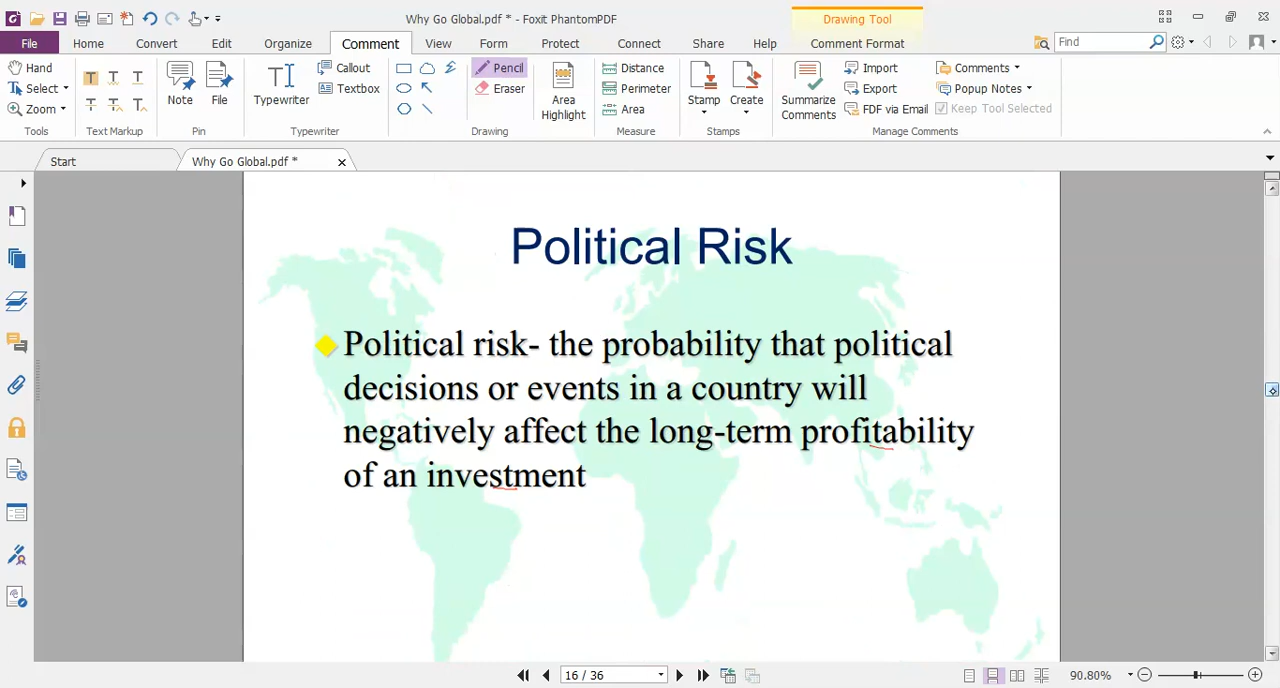 Why Go Global.pdf * - Foxit PhantomPDF
Drawing Tool
File Home Convert Edit Organize Comment View Form Protect Connect Share Help Comment Format Find
Hand
Select
Zoom
Tools
T T T
T T T
Text Markup
Note File
Pin
Typewriter
Callout
Textbox
Typewriter
Pencil
Eraser
Drawing
Area
Highlight
Distance
Perimeter
Area
Measure
Stamp Create
Stamps
Summarize
Comments
Import
Export
FDF via Email
Comments
Popup Notes
Keep Tool Selected
Manage Comments
Start
Why Go Global.pdf *
Political Risk
Political risk- the probability that political
decisions or events in a country will
negatively affect the long-term profitability
of an investment
16 / 36
90.80%